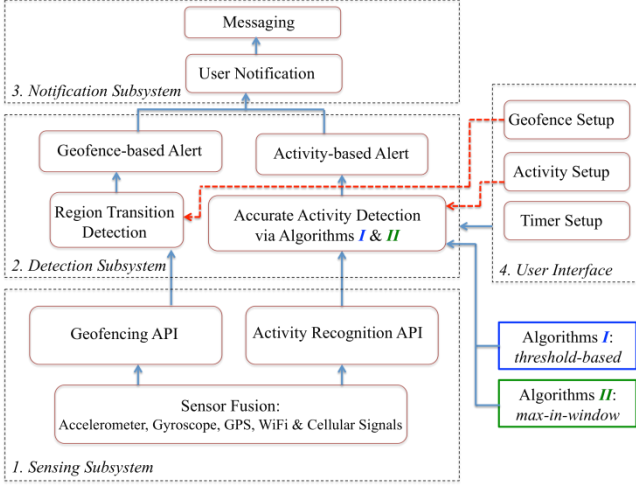 Messaging
User Notification
3. Notification Subsystem
Geofence Setup
Geofence-based Alert
Activity-based Alert
Activity Setup
Region Transition
Detection
Accurate Activity Detection
via Algorithms I & II
Timer Setup
2. Detection Subsystem
4. User Interface
Geofencing API
Activity Recognition API
Algorithms I:
threshold-based
Algorithms II:
max-in-window
Sensor Fusion:
Accelerometer, Gyroscope, GPS, WiFi & Cellular Signals
1. Sensing Subsystem